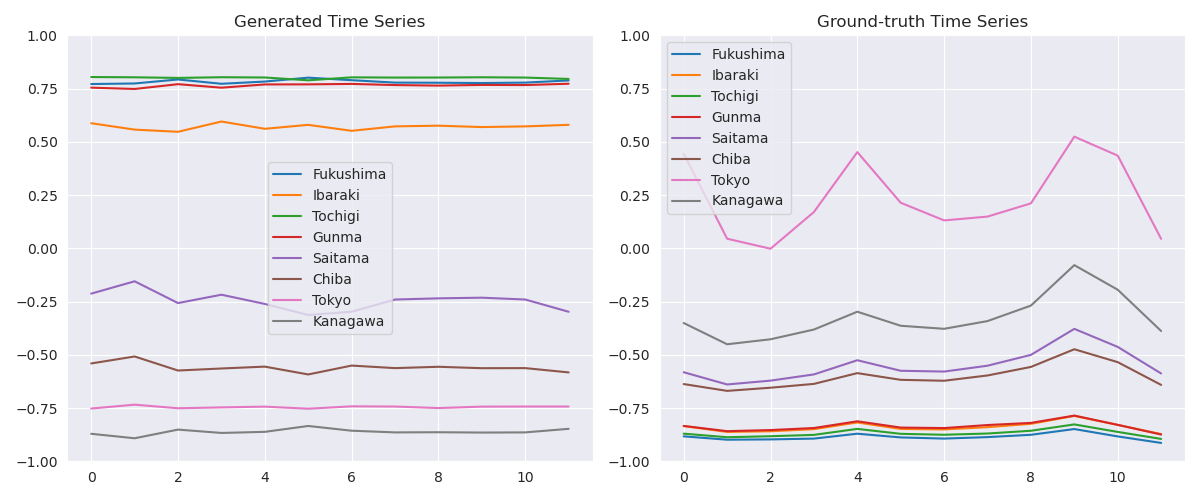 Generated Time Series
1.00
0.75
0.50
0.25
0.00
−0.25
−0.50
−0.75
−1.00
0 2 4 6 8 10
Fukushima
Ibaraki
Tochigi
Gunma
Saitama
Chiba
Tokyo
Kanagawa
Ground-truth Time Series
1.00
0.75
0.50
0.25
0.00
−0.25
−0.50
−0.75
−1.00
0 2 4 6 8 10
Fukushima
Ibaraki
Tochigi
Gunma
Saitama
Chiba
Tokyo
Kanagawa